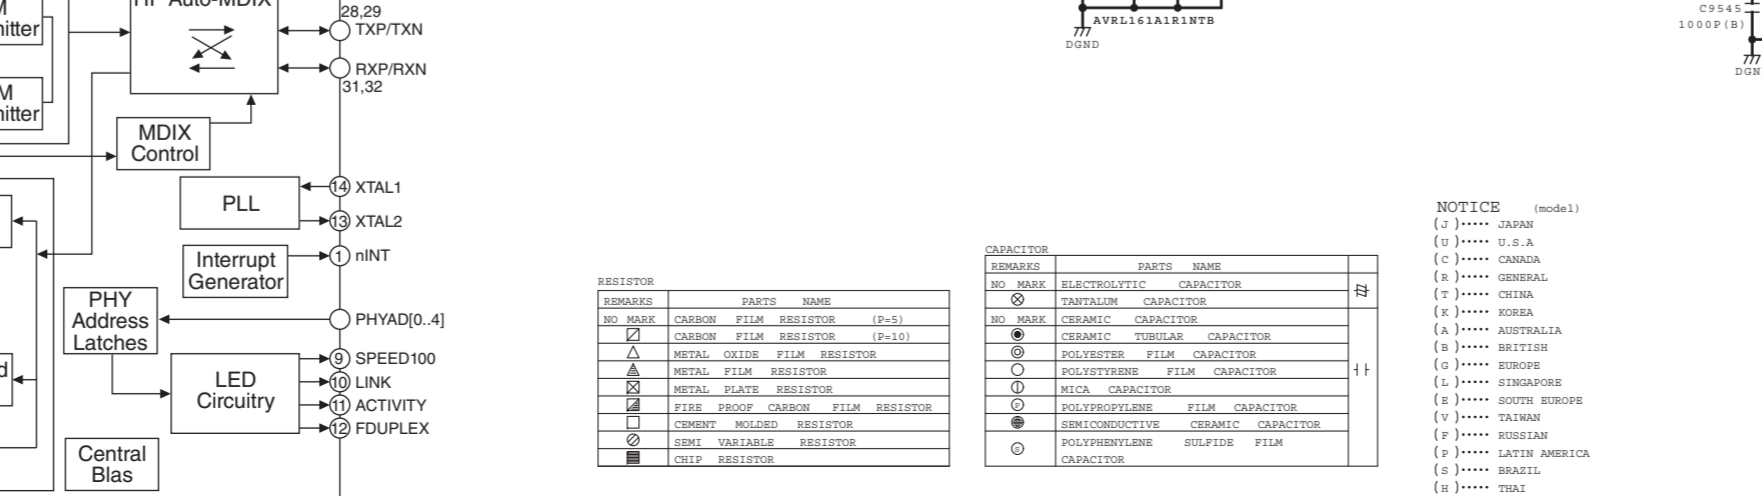 HP Auto-MDIX
28,29
TXP/TXN
RXP/RXN
31,32
MDIX
Control
PLL
14 XTAL1
13 XTAL2
1 nINT
Interrupt
Generator
PHY
Address
Latches
PHYAD[0..4]
LED
Circuitry
9 SPEED100
10 LINK
11 ACTIVITY
12 FDUPLEX
Central
Blas
AVRL161A1R1NTB
DGND
C9545
1000P(B)
DGN
RESISTOR
REMARKS PARTS NAME
NO MARK CARBON FILM RESISTOR (P=5)
CARBON FILM RESISTOR (P=10)
METAL OXIDE FILM RESISTOR
METAL FILM RESISTOR
METAL PLATE RESISTOR
FIRE PROOF CARBON FILM RESISTOR
CEMENT MOLDED RESISTOR
SEMI VARIABLE RESISTOR
CHIP RESISTOR
CAPACITOR
REMARKS PARTS NAME
NO MARK ELECTROLYTIC CAPACITOR
TANTALUM CAPACITOR
NO MARK CERAMIC CAPACITOR
CERAMIC TUBULAR CAPACITOR
POLYESTER FILM CAPACITOR
POLYSTYRENE FILM CAPACITOR
MICA CAPACITOR
P POLYPROPYLENE FILM CAPACITOR
SEMICONDUCTIVE CERAMIC CAPACITOR
S POLYPHENYLENE SULFIDE FILM
CAPACITOR
NOTICE (model)
(J)····· JAPAN
(U)····· U.S.A
(C)····· CANADA
(R)····· GENERAL
(T)····· CHINA
(K)····· KOREA
(A)····· AUSTRALIA
(B)····· BRITISH
(G)····· EUROPE
(L)····· SINGAPORE
(E)····· SOUTH EUROPE
(V)····· TAIWAN
(F)····· RUSSIAN
(P)····· LATIN AMERICA
(S)····· BRAZIL
(H)····· THAI